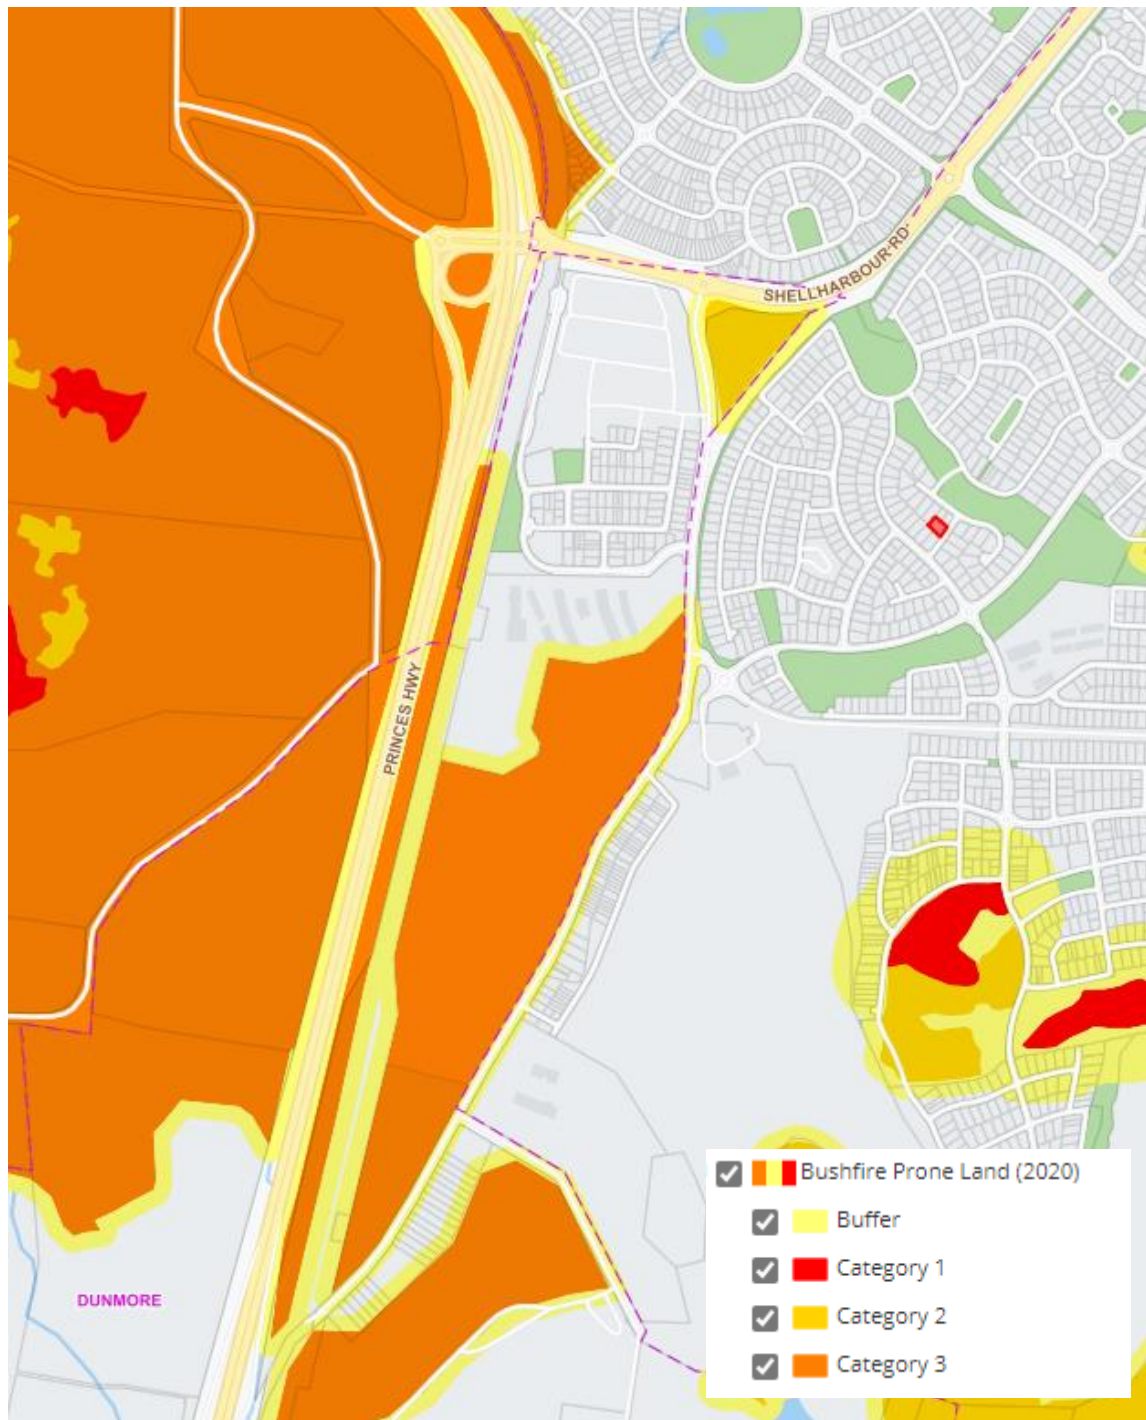 SHELLHARBOUR RD
PRINCES HWY
DUNMORE
Bushfire Prone Land (2020)
Buffer
Category 1
Category 2
Category 3